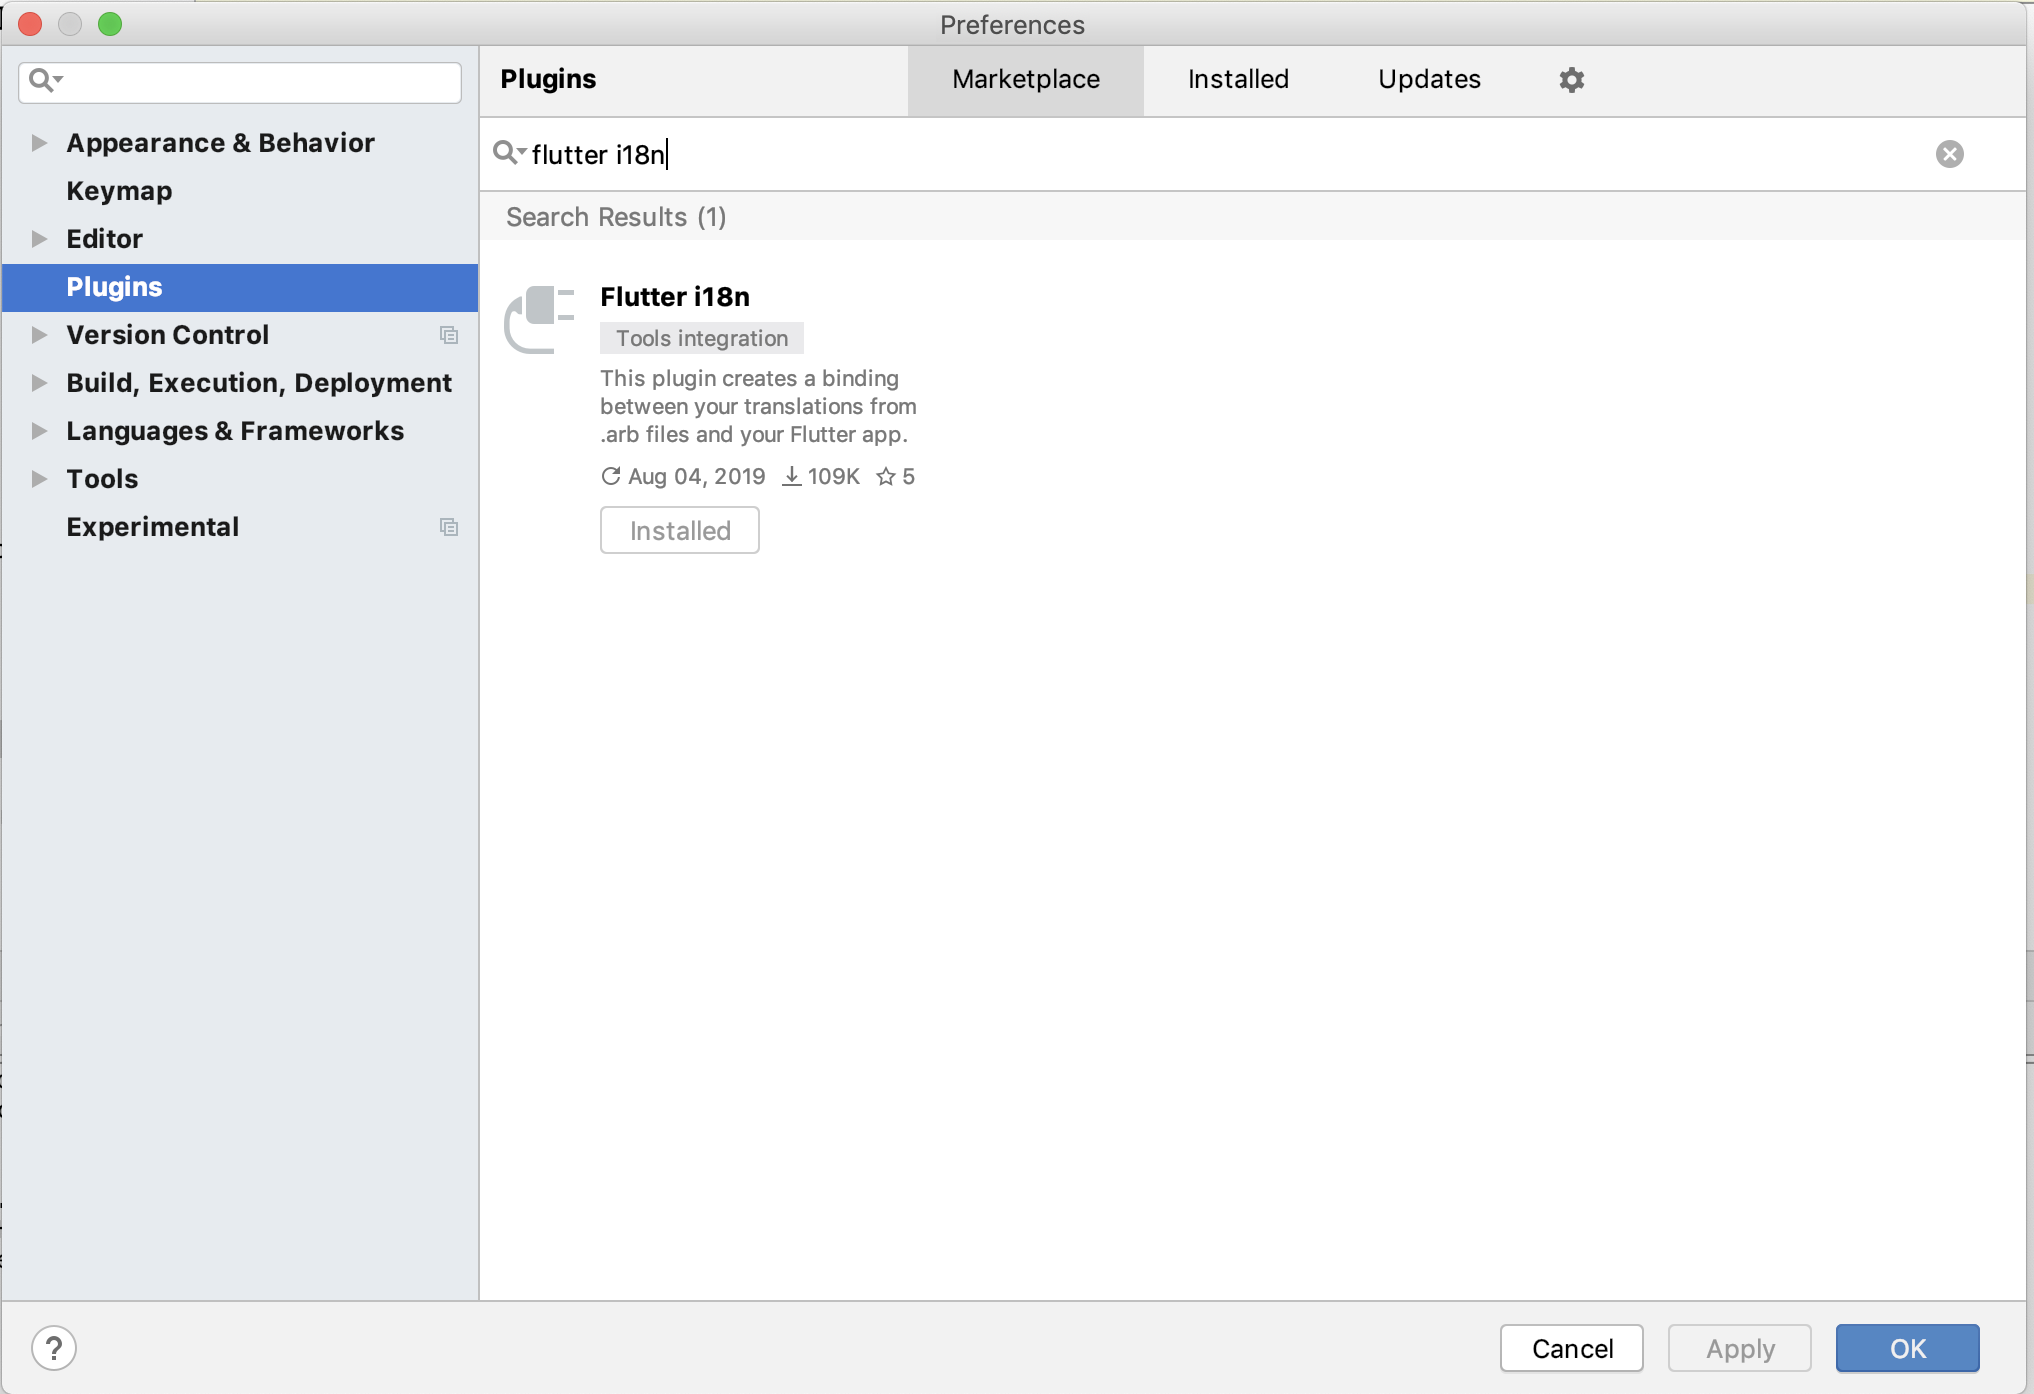 Preferences
Plugins
Marketplace
Installed
Updates
flutter i18n
Search Results (1)
Appearance & Behavior
Keymap
Editor
Plugins
Version Control
Build, Execution, Deployment
Languages & Frameworks
Tools
Experimental
Flutter i18n
Tools integration
This plugin creates a binding
between your translations from
.arb files and your Flutter app.
Aug 04, 2019 109K 5
Installed
?
Cancel
Apply
OK